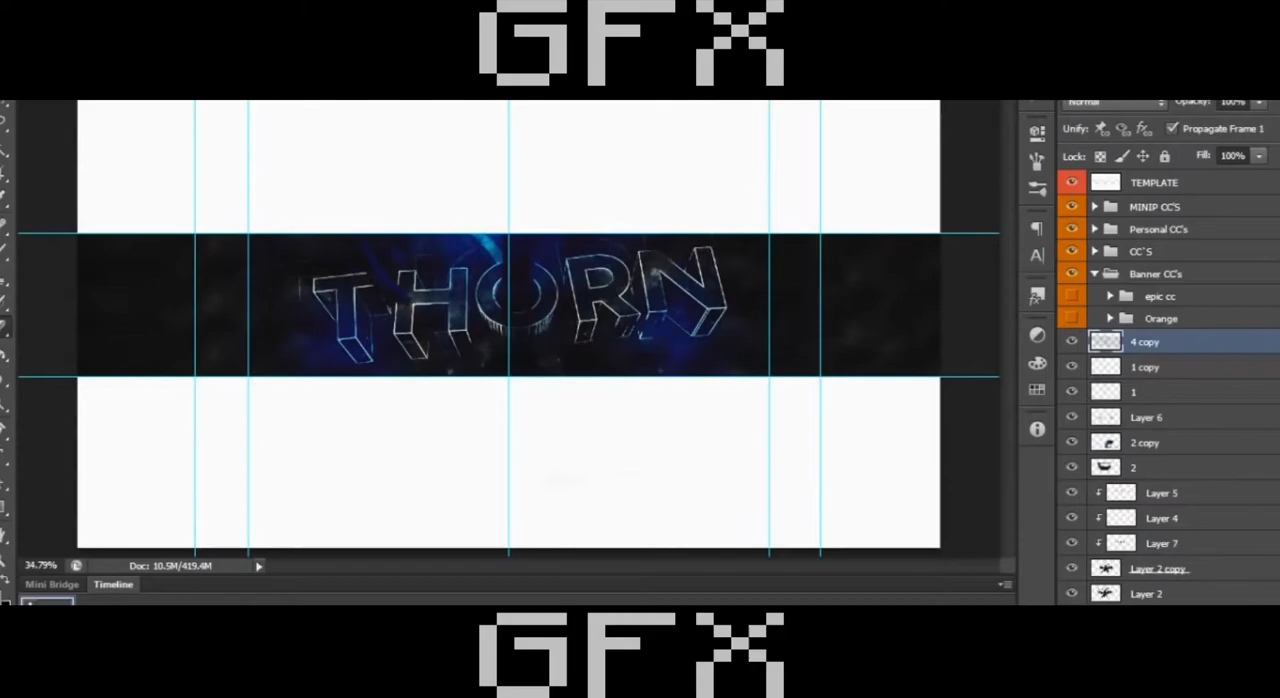 GFX
Normal Opacity: 100%
Unify: Propagate Frame 1
Lock: Fill: 100%
TEMPLATE
MINIP CC'S
Personal CC's
CC`S
Banner CC's
epic cc
Orange
4 copy
1 copy
1
Layer 6
2 copy
2
Layer 5
Layer 4
Layer 7
Layer 2 copy
Layer 2
THORN
34.79% Doc: 10.5M/419.4M
Mini Bridge Timeline
GFX